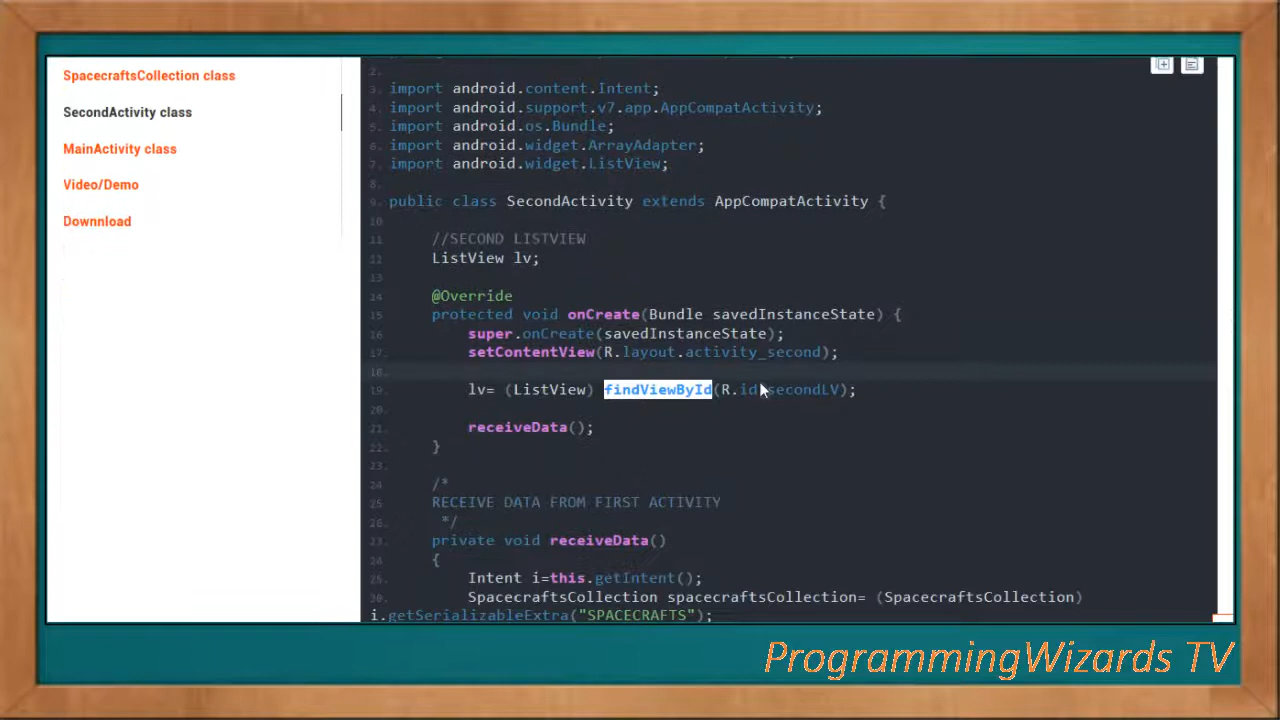 SpacecraftsCollection class
SecondActivity class
MainActivity class
Video/Demo
Downnload
2.
3. import android.content.Intent;
4. import android.support.v7.app.AppCompatActivity;
5. import android.os.Bundle;
6. import android.widget.ArrayAdapter;
7. import android.widget.ListView;
8.
9. public class SecondActivity extends AppCompatActivity {
10
11 //SECOND LISTVIEW
12 ListView lv;
13
14 @Override
15 protected void onCreate(Bundle savedInstanceState) {
16 super.onCreate(savedInstanceState);
17. setContentView(R.layout.activity_second);
18.
19. lv= (ListView) findViewById(R.id.secondLV);
20
21 receiveData();
22. }
23.
24 /*
25 RECEIVE DATA FROM FIRST ACTIVITY
26. */
private void receiveData()
{
Intent i=this.getIntent();
30. SpacecraftsCollection spacecraftsCollection= (SpacecraftsCollection)
i.getSerializableExtra("SPACECRAFTS");
ProgrammingWizards TV